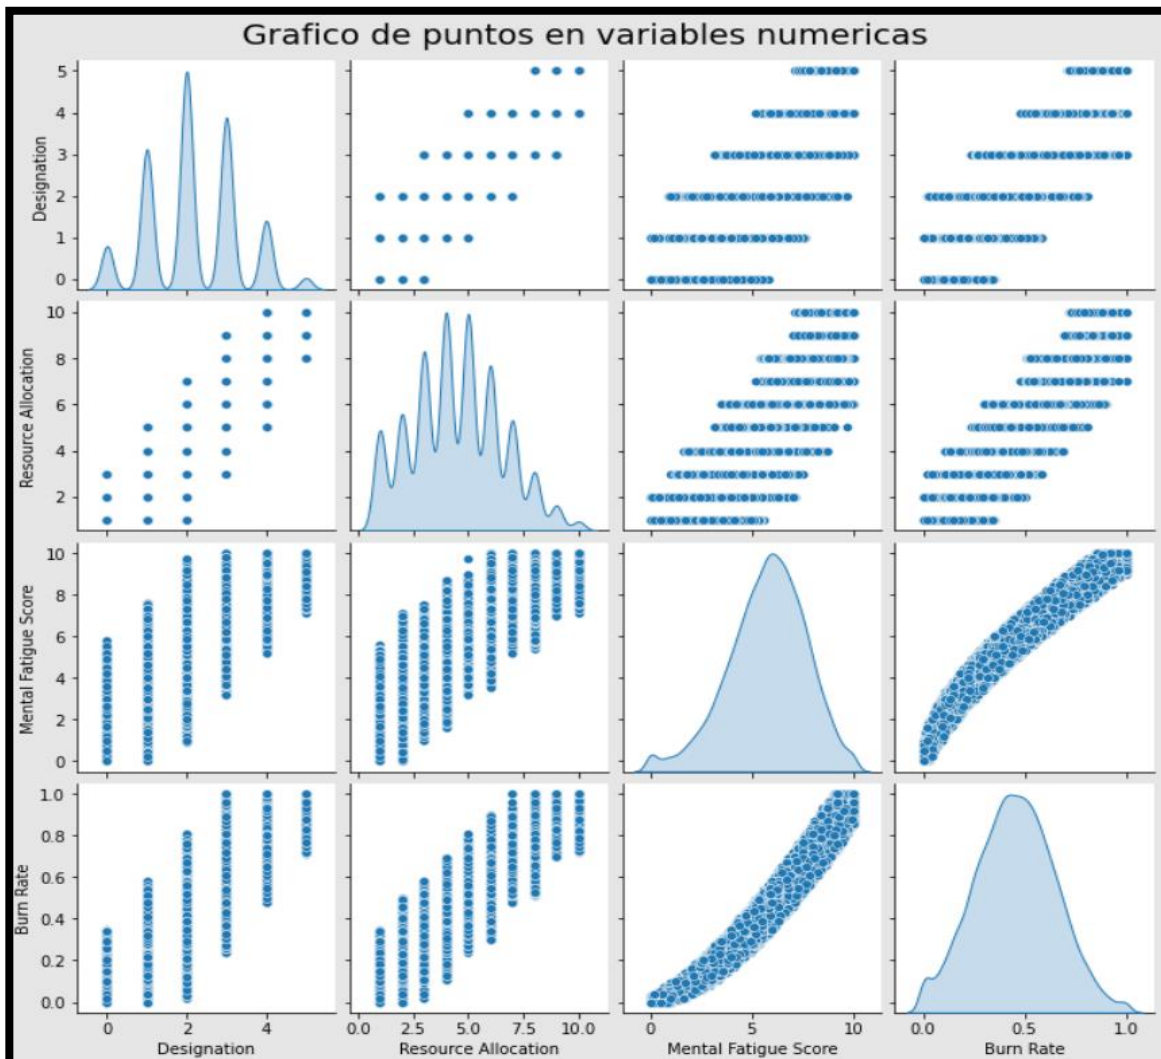 Grafico de puntos en variables numericas
Designation
5
4
3
2
1
0
Resource Allocation
10
8
6
4
2
Mental Fatigue Score
10
8
6
4
2
0
Burn Rate
1.0
0.8
0.6
0.4
0.2
0.0
0 2 4
0.0 2.5 5.0 7.5 10.0
0 5 10
0.0 0.5 1.0
Designation
Resource Allocation
Mental Fatigue Score
Burn Rate